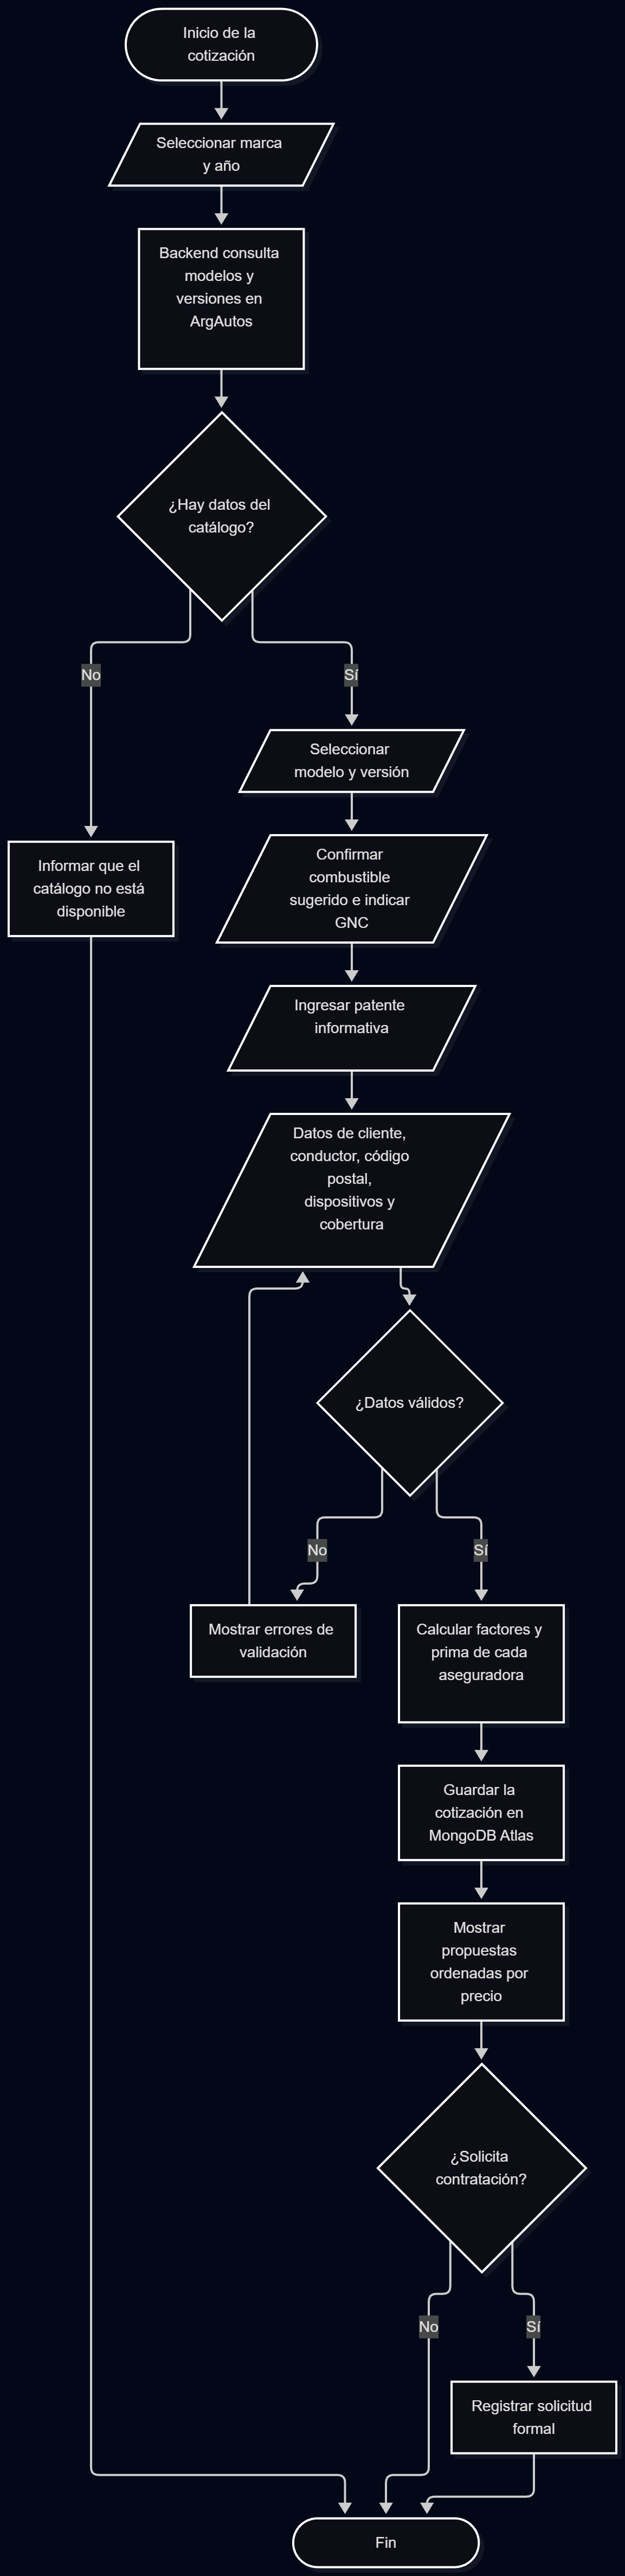 Inicio de la
cotización
Seleccionar marca
y año
Backend consulta
modelos y
versiones en
ArgAutos
¿Hay datos del
catálogo?
No
Sí
Seleccionar
modelo y versión
Informar que el
catálogo no está
disponible
Confirmar
combustible
sugerido e indicar
GNC
Ingresar patente
informativa
Datos de cliente,
conductor, código
postal,
dispositivos y
cobertura
¿Datos válidos?
No
Sí
Mostrar errores de
validación
Calcular factores y
prima de cada
aseguradora
Guardar la
cotización en
MongoDB Atlas
Mostrar
propuestas
ordenadas por
precio
¿Solicita
contratación?
No
Sí
Registrar solicitud
formal
Fin